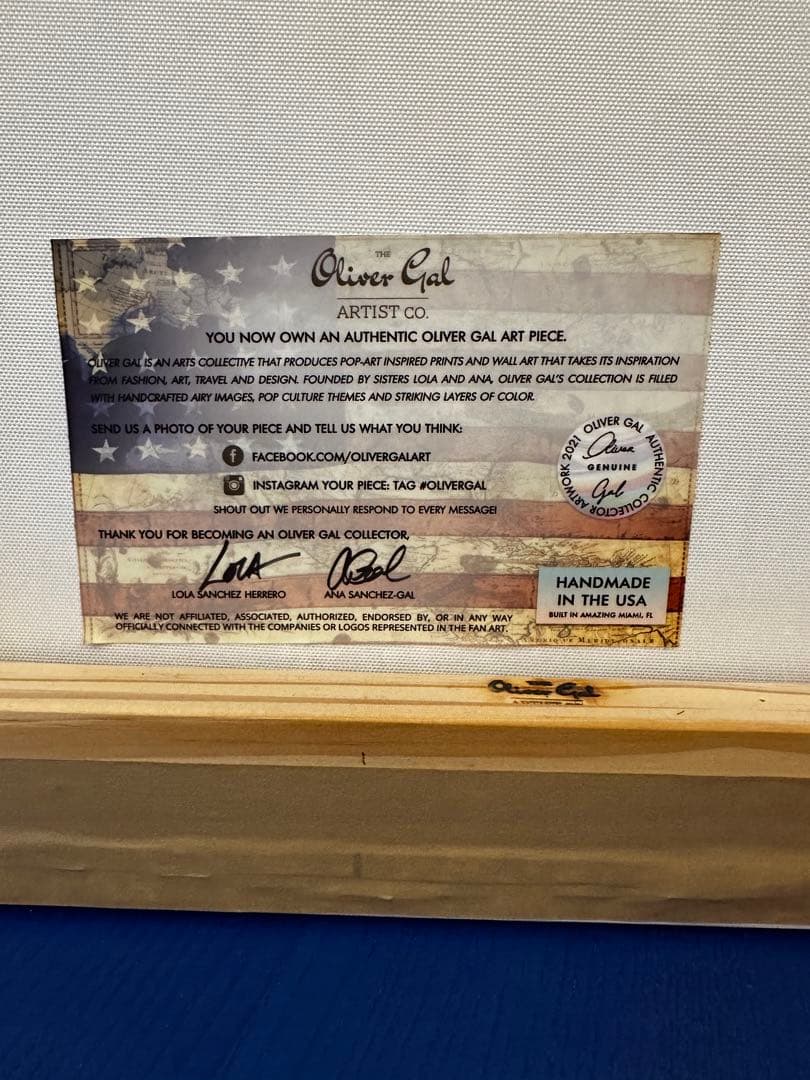 THE
Oliver Gal
ARTIST CO.
YOU NOW OWN AN AUTHENTIC OLIVER GAL ART PIECE.
OLIVER GAL IS AN ARTS COLLECTIVE THAT PRODUCES POP-ART INSPIRED PRINTS AND WALL ART THAT TAKES ITS INSPIRATION
FROM FASHION, ART, TRAVEL AND DESIGN. FOUNDED BY SISTERS LOLA AND ANA, OLIVER GAL'S COLLECTION IS FILLED
WITH HANDCRAFTED AIRY IMAGES, POP CULTURE THEMES AND STRIKING LAYERS OF COLOR.
SEND US A PHOTO OF YOUR PIECE AND TELL US WHAT YOU THINK:
f FACEBOOK.COM/OLIVERGALART
INSTAGRAM YOUR PIECE: TAG #OLIVERGAL
SHOUT OUT WE PERSONALLY RESPOND TO EVERY MESSAGE!
OLIVER GAL AUTHENTIC COLLECTOR ARTWORK 2021
Oliver
GENUINE
Gal
THANK YOU FOR BECOMING AN OLIVER GAL COLLECTOR,
LOLA
LOLA SANCHEZ HERRERO
ANA SANCHEZ-GAL
HANDMADE
IN THE USA
BUILT IN AMAZING MIAMI, FL
WE ARE NOT AFFILIATED, ASSOCIATED, AUTHORIZED, ENDORSED BY, OR IN ANY WAY
OFFICIALLY CONNECTED WITH THE COMPANIES OR LOGOS REPRESENTED IN THE FAN ART.
AMERIQUE MERIDIONALE
Oliver Gal